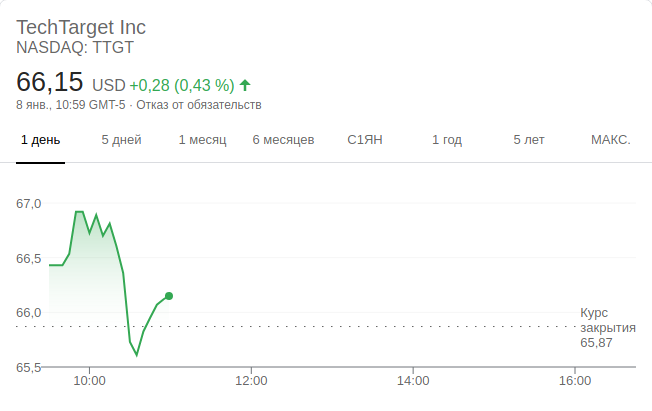 TechTarget Inc
NASDAQ: TTGT
66,15 USD +0,28 (0,43 %)
8 янв., 10:59 GMT-5 · Отказ от обязательств
1 день 5 дней 1 месяц 6 месяцев С1ЯН 1 год 5 лет МАКС.
67,0
66,5
66,0
65,5
Курс
закрытия
65,87
10:00 12:00 14:00 16:00